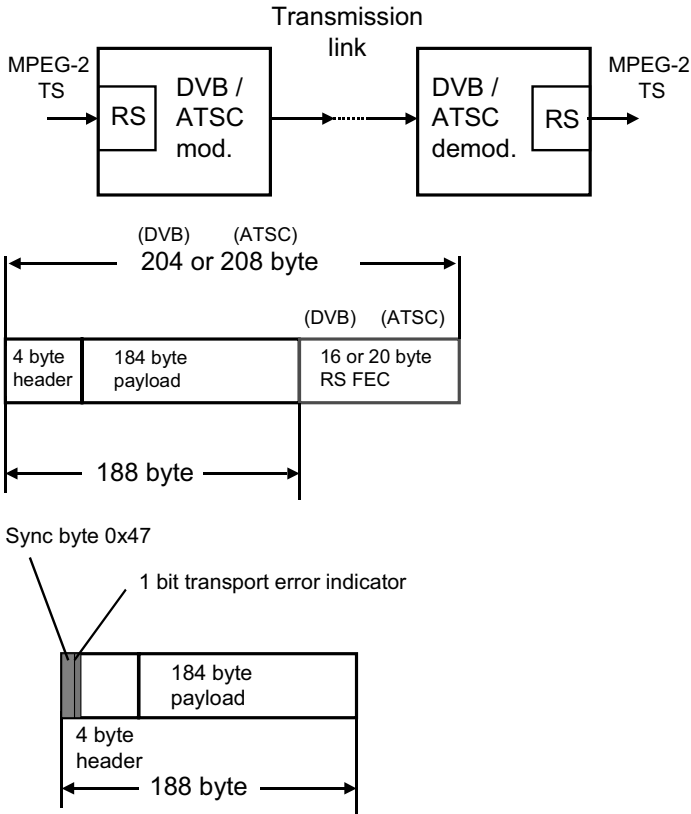 Transmission
link
MPEG-2
TS
RS
DVB /
ATSC
mod.
DVB /
ATSC
demod.
RS
MPEG-2
TS
(DVB) (ATSC)
204 or 208 byte
(DVB) (ATSC)
4 byte
header
184 byte
payload
16 or 20 byte
RS FEC
188 byte
Sync byte 0x47
1 bit transport error indicator
184 byte
payload
4 byte
header
188 byte